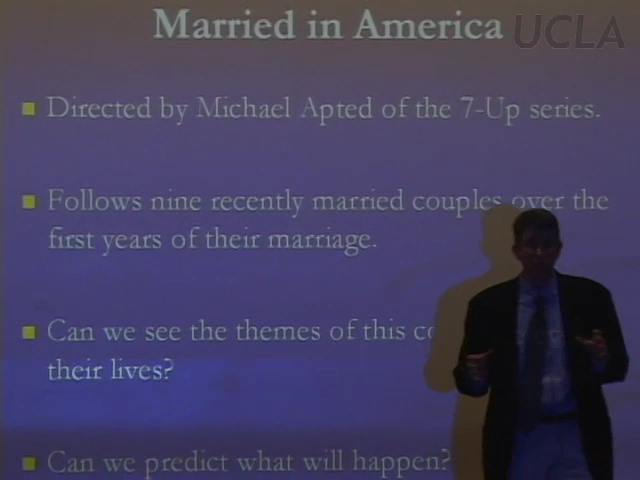 Married in America
UCLA
Directed by Michael Apted of the 7-Up series.
Follows nine recently married couples over the
first years of their marriage.
Can we see the themes of this
their lives?
Can we predict what will happen?